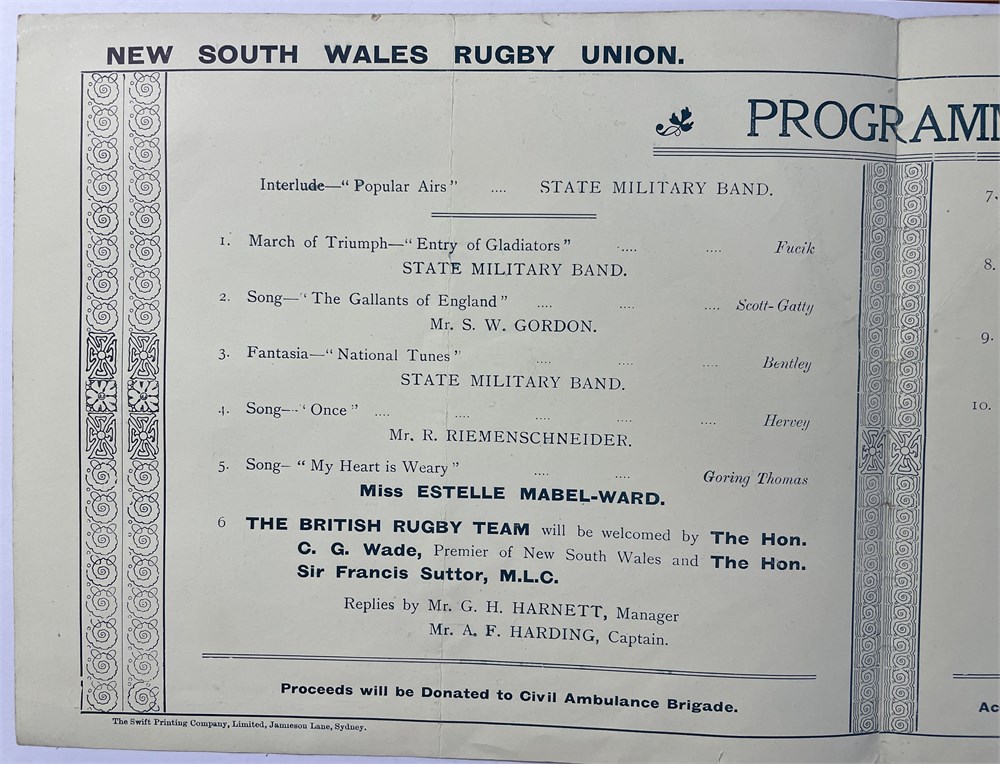 NEW SOUTH WALES RUGBY UNION.
PROGRAMM
Interlude—“Popular Airs” .... STATE MILITARY BAND.
1. March of Triumph—“Entry of Gladiators” .... .... Fucik
STATE MILITARY BAND.
2. Song—‘The Gallants of England” .... .... .... Scott-Gatty
Mr. S. W. GORDON.
3. Fantasia—“National Tunes” .... .... .... Bentley
STATE MILITARY BAND.
4. Song—‘Once” .... .... .... .... .... Hervey
Mr. R. RIEMENSCHNEIDER.
5. Song—“My Heart is Weary” .... .... Goring Thomas
Miss ESTELLE MABEL-WARD.
6 THE BRITISH RUGBY TEAM will be welcomed by The Hon.
C. G. Wade, Premier of New South Wales and The Hon.
Sir Francis Suttor, M.L.C.
Replies by Mr. G. H. HARNETT, Manager
Mr. A. F. HARDING, Captain.
Proceeds will be Donated to Civil Ambulance Brigade.
The Swift Printing Company, Limited, Jamieson Lane, Sydney.
7.
8.
9.
10.
Ac